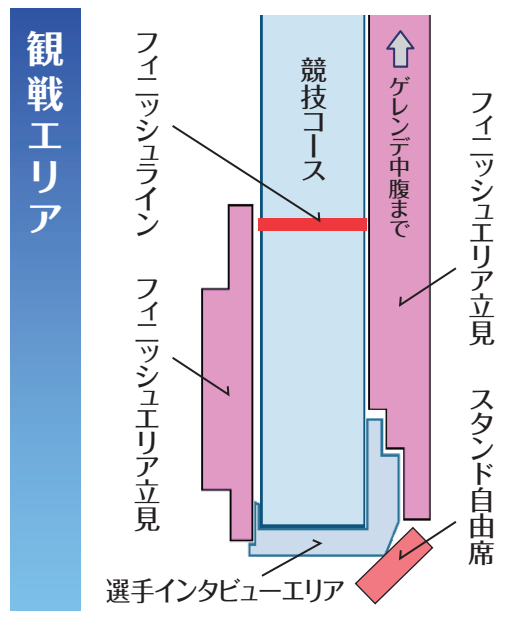 観戦エリア
フィニッシュライン
競技コース
ゲレンデ中腹まで
フィニッシュエリア立見
フィニッシュエリア立見
スタンド自由席
選手インタビューエリア